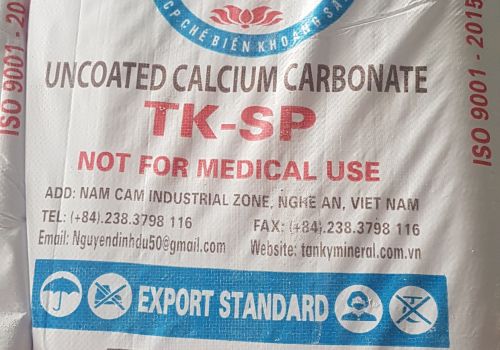 CP CHẾ BIẾN KHOÁNG SẢ
UNCOATED CALCIUM CARBONATE
TK-SP
NOT FOR MEDICAL USE
ADD: NAM CAM INDUSTRIAL ZONE, NGHE AN, VIET NAM
TEL: (+84).238.3798 116 FAX: (+84).238.3798 116
Email: Nguyendinhdu50@gmail.com Website: tankymineral.com.vn
EXPORT STANDARD
ISO 9001 - 20
ISO 9001 - 2015